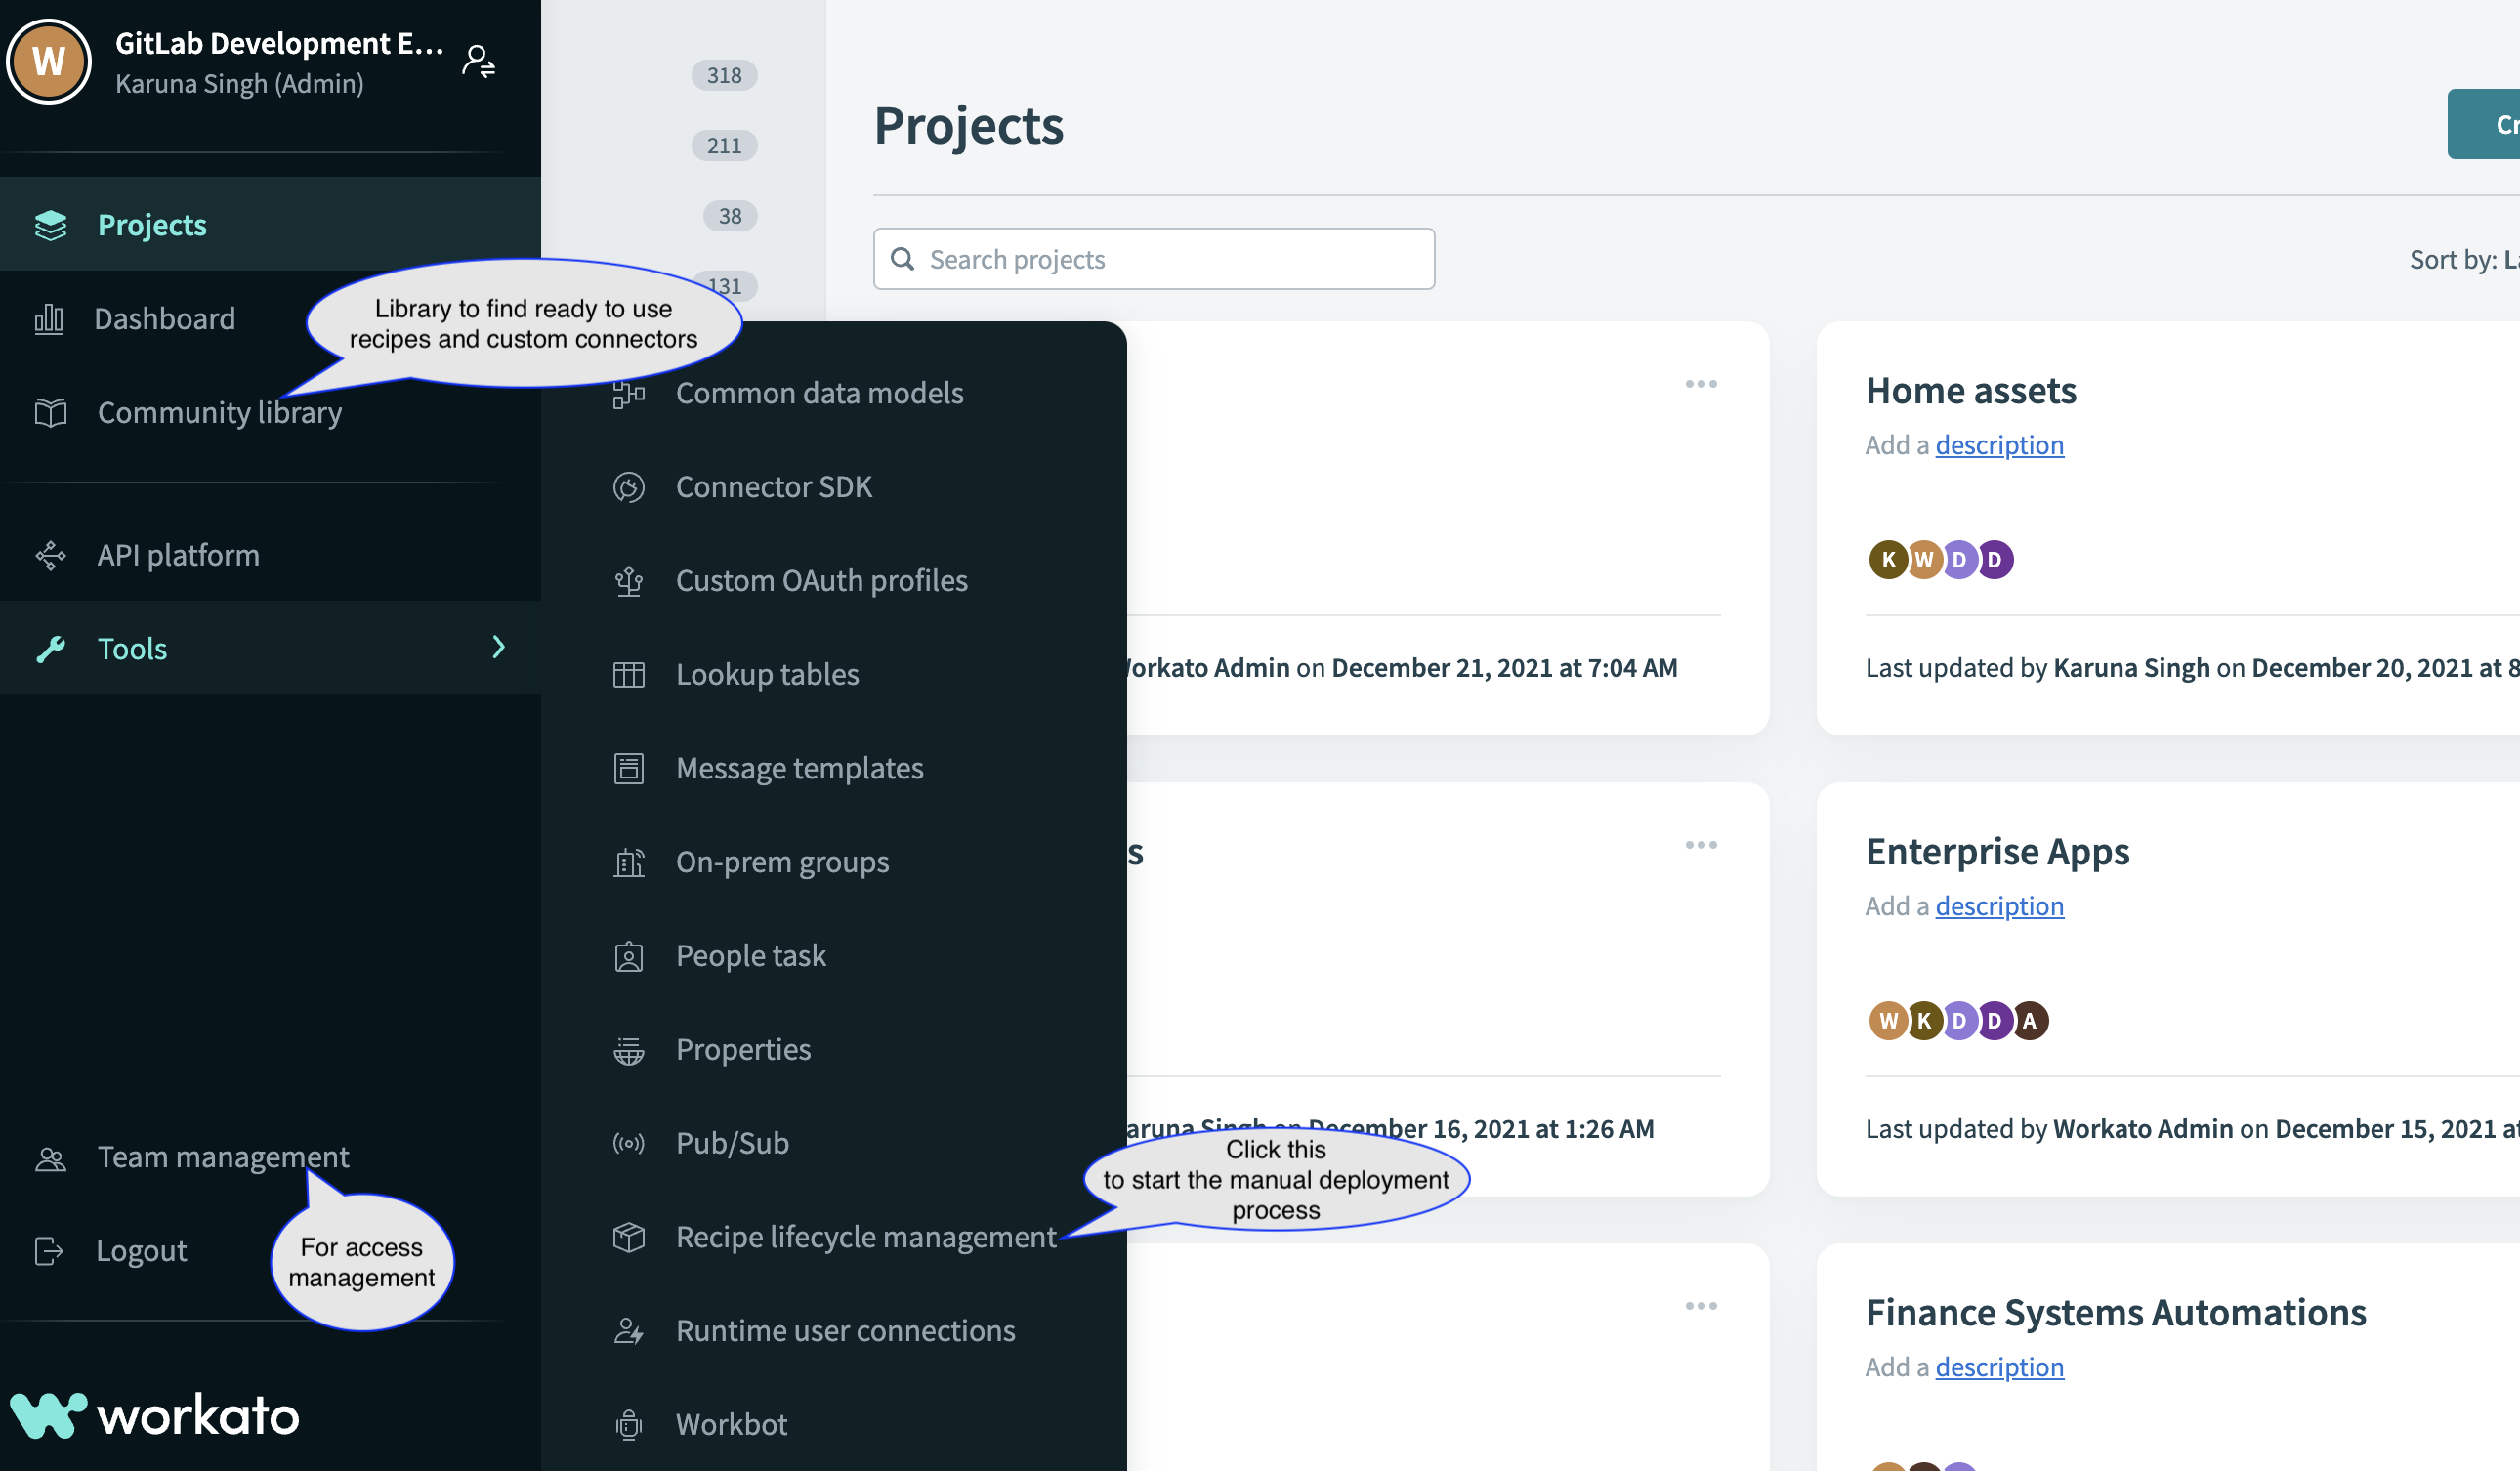 W
GitLab Development E...
Karuna Singh (Admin)
Projects
Dashboard
Community library
API platform
Tools
Team management
Logout
workato
Library to find ready to use
recipes and custom connectors
For access
management
318
211
38
131
Common data models
Connector SDK
Custom OAuth profiles
Lookup tables
Message templates
On-prem groups
People task
Properties
Pub/Sub
Recipe lifecycle management
Runtime user connections
Workbot
Click this
to start the manual deployment
process
Projects
Search projects
Sort by:
Admin on December 21, 2021 at 7:04 AM
Home assets
Add a description
K W D D
Last updated by Karuna Singh on December 20, 2021 at 8
s
Singh on December 16, 2021 at 1:26 AM
Enterprise Apps
Add a description
W K D D A
Last updated by Workato Admin on December 15, 2021 at
Finance Systems Automations
Add a description